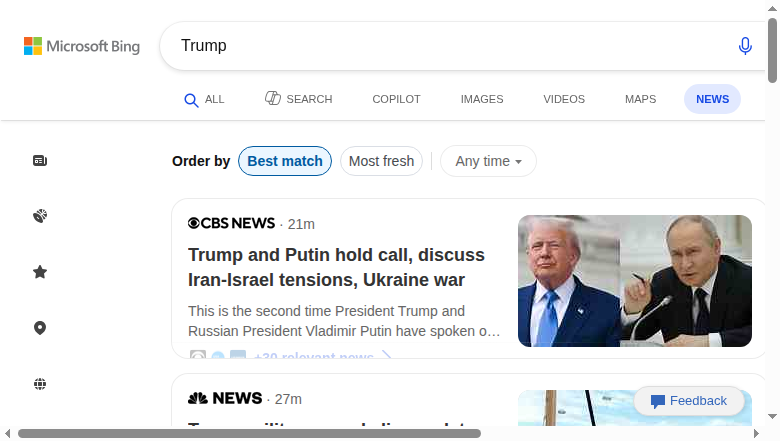 Microsoft Bing
Trump
ALL
SEARCH
COPILOT
IMAGES
VIDEOS
MAPS
NEWS
Order by
Best match
Most fresh
Any time
CBS NEWS · 21m
Trump and Putin hold call, discuss
Iran-Israel tensions, Ukraine war
This is the second time President Trump and
Russian President Vladimir Putin have spoken o…
+30 relevant news
NEWS · 27m
Feedback